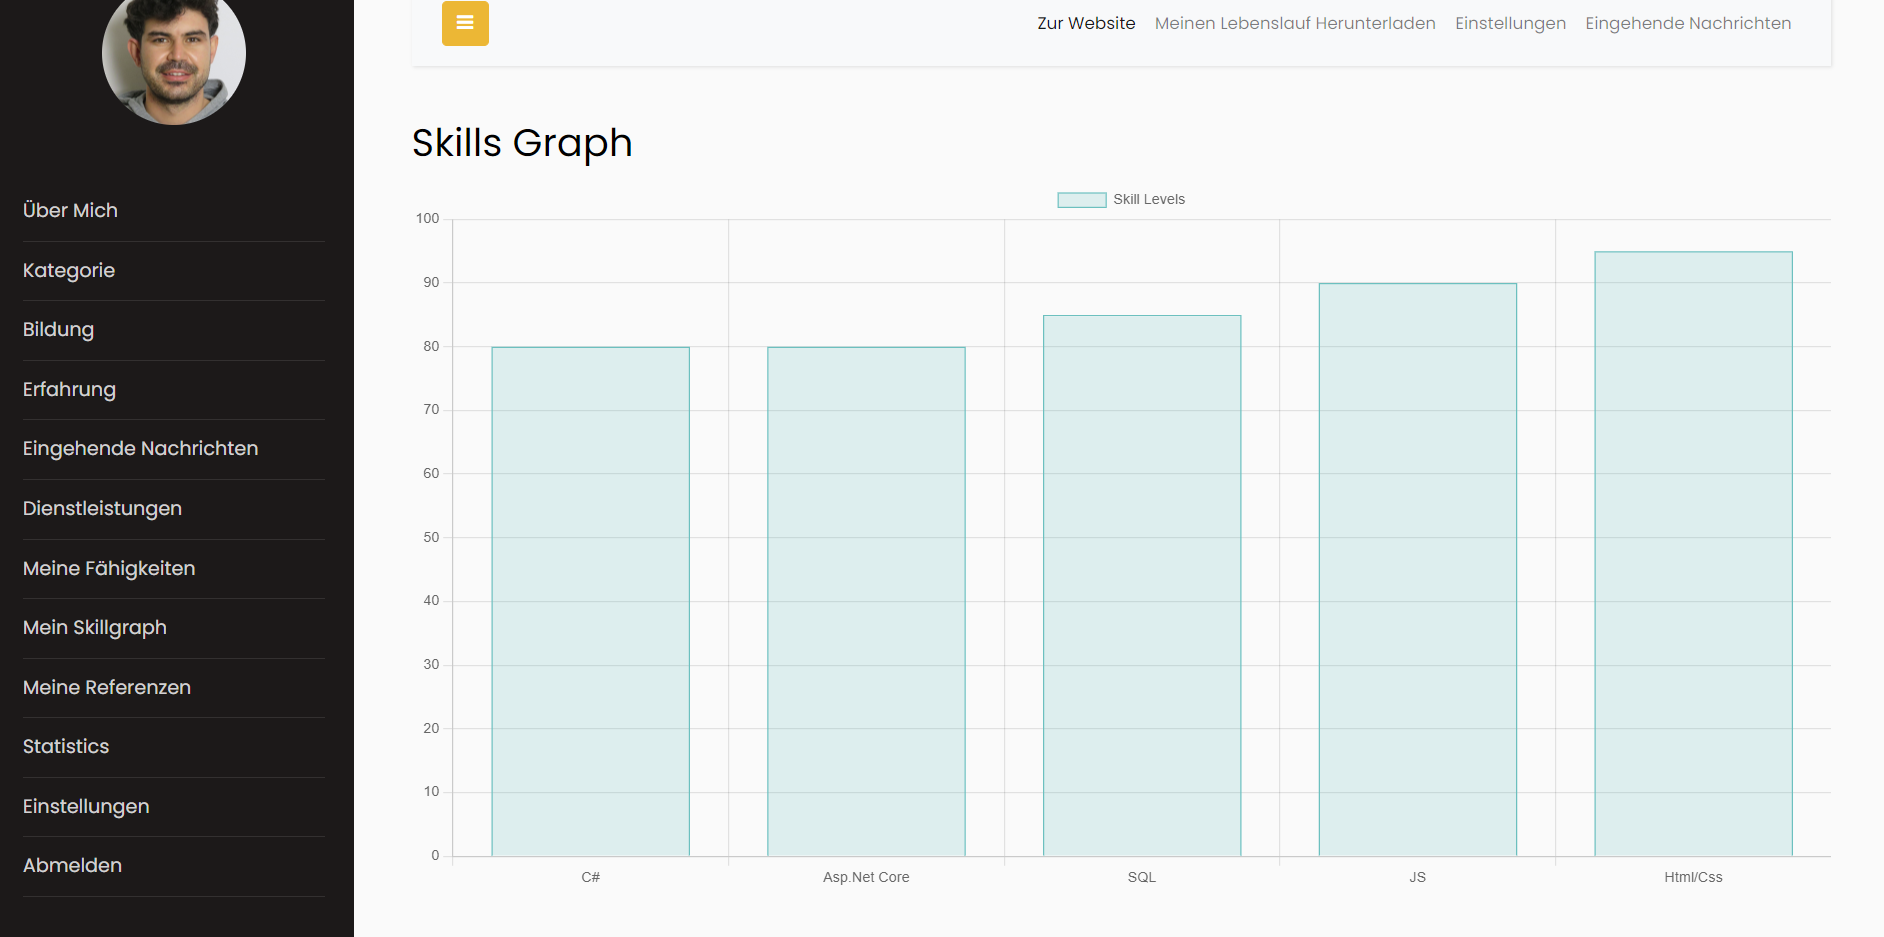 Zur Website Meinen Lebenslauf Herunterladen Einstellungen Eingehende Nachrichten
Über Mich
Kategorie
Bildung
Erfahrung
Eingehende Nachrichten
Dienstleistungen
Meine Fähigkeiten
Mein Skillgraph
Meine Referenzen
Statistics
Einstellungen
Abmelden
Skills Graph
Skill Levels
100
90
80
70
60
50
40
30
20
10
0
C# Asp.Net Core SQL JS Html/Css